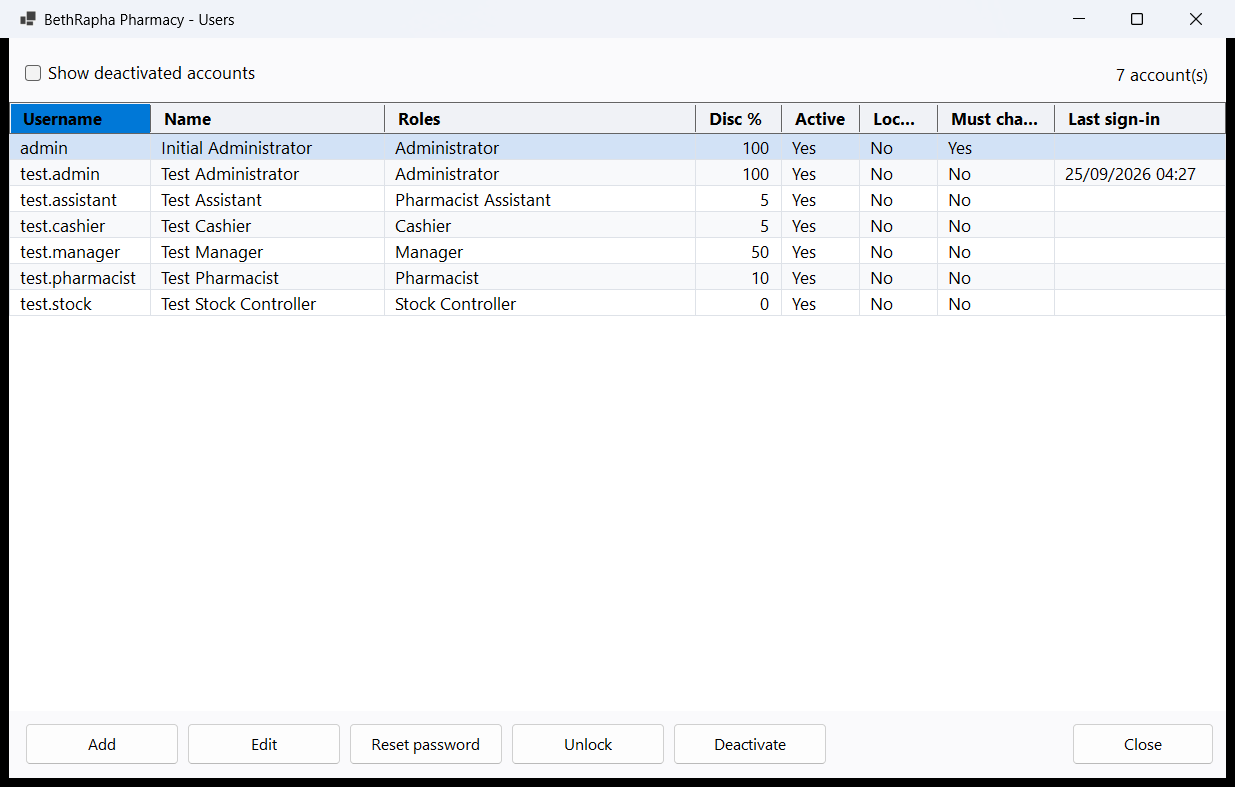 BethRapha Pharmacy - Users
Show deactivated accounts 7 account(s)
Username Name Roles Disc % Active Loc... Must cha... Last sign-in
admin Initial Administrator Administrator 100 Yes No Yes
test.admin Test Administrator Administrator 100 Yes No No 25/09/2026 04:27
test.assistant Test Assistant Pharmacist Assistant 5 Yes No No
test.cashier Test Cashier Cashier 5 Yes No No
test.manager Test Manager Manager 50 Yes No No
test.pharmacist Test Pharmacist Pharmacist 10 Yes No No
test.stock Test Stock Controller Stock Controller 0 Yes No No
Add Edit Reset password Unlock Deactivate Close